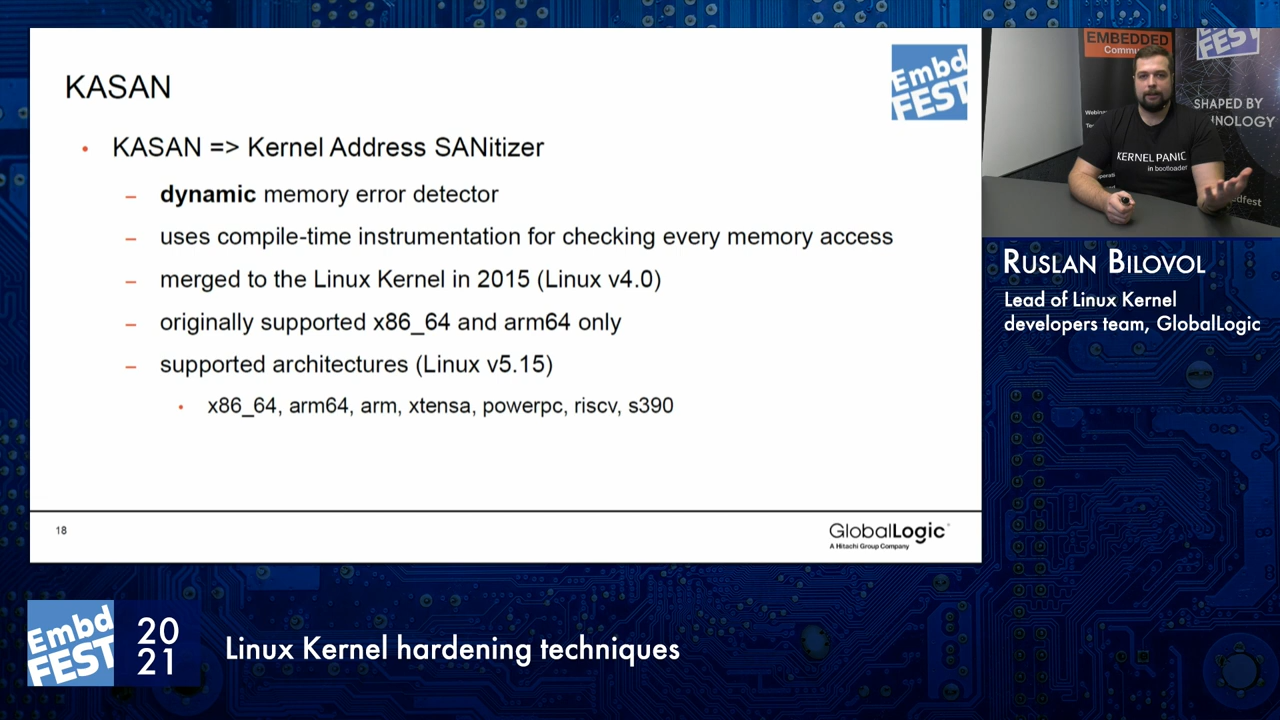 KASAN
Embd
FEST
• KASAN => Kernel Address SANitizer
– dynamic memory error detector
– uses compile-time instrumentation for checking every memory access
– merged to the Linux Kernel in 2015 (Linux v4.0)
– originally supported x86_64 and arm64 only
– supported architectures (Linux v5.15)
• x86_64, arm64, arm, xtensa, powerpc, riscv, s390
18
GlobalLogic
A Hitachi Group Company
EMBEDDED
FEST
SHAPED BY
KERNEL PANIC
in bootloader
RUSLAN BILOVOL
Lead of Linux Kernel
developers team, GlobalLogic
Embd
FEST
20
21
Linux Kernel hardening techniques